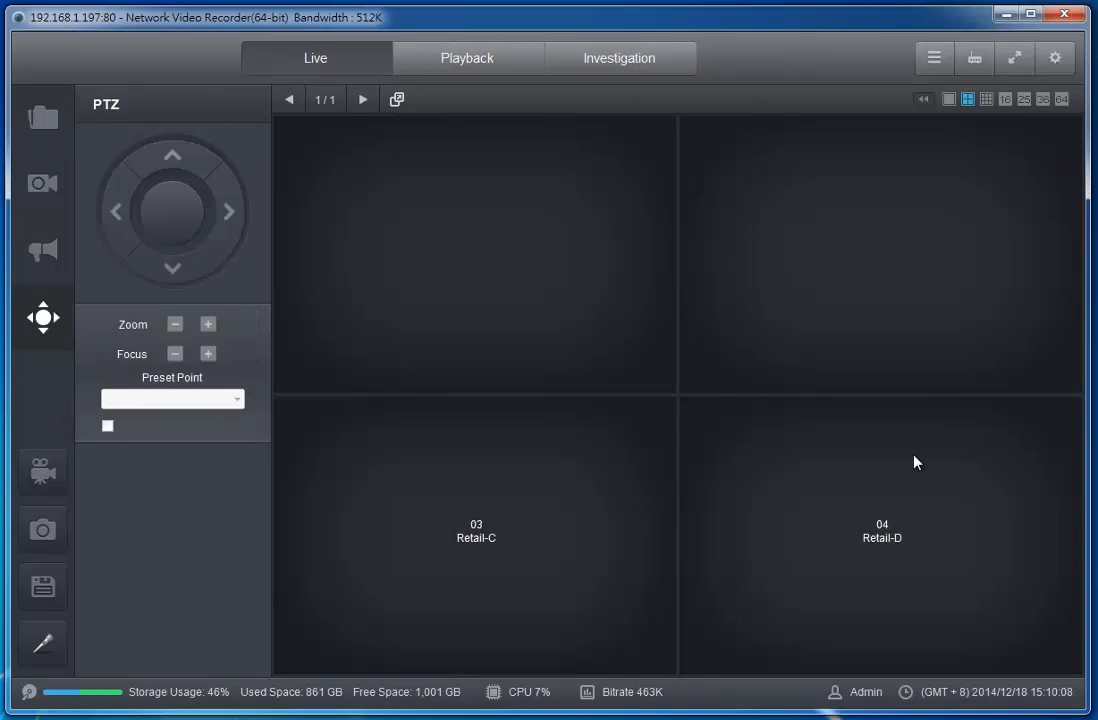 192.168.1.197:80 - Network Video Recorder(64-bit)  Bandwidth : 512K
Live
Playback
Investigation
PTZ
1 / 1
16 25 36 64
Zoom
Focus
Preset Point
03
Retail-C
04
Retail-D
Storage Usage: 46%  Used Space: 861 GB  Free Space: 1,001 GB
CPU 7%
Bitrate 463K
Admin
(GMT + 8) 2014/12/18 15:10:08